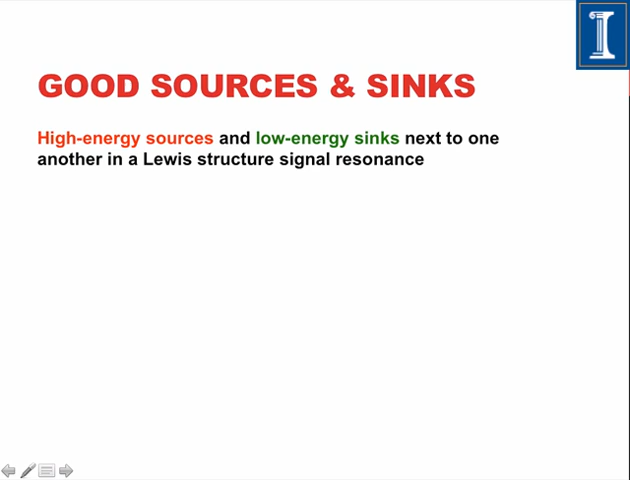 GOOD SOURCES & SINKS
High-energy sources and low-energy sinks next to one
another in a Lewis structure signal resonance